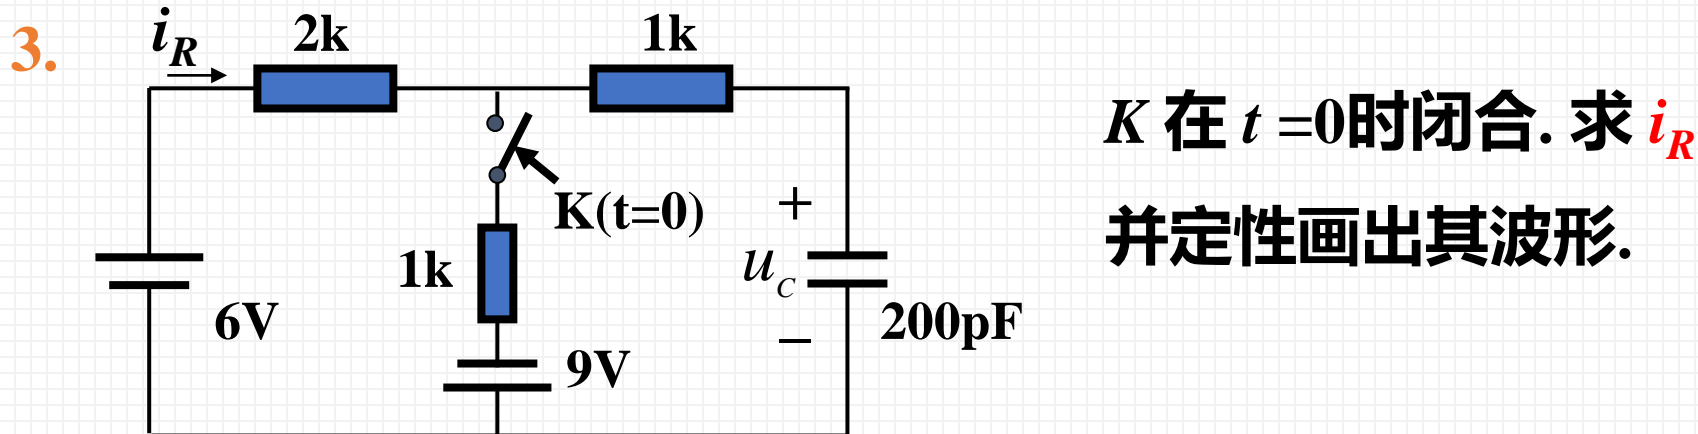 3.
iR
2k
1k
K 在 t =0时闭合. 求 iR
并定性画出其波形.
K(t=0)
+
1k
uC
6V
200pF
9V
−